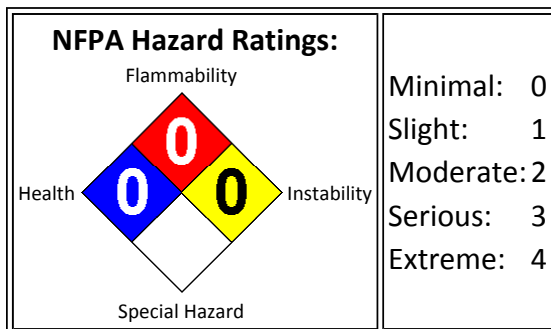 NFPA Hazard Ratings:
Flammability
0
Health 0 0 Instability
Special Hazard
Minimal: 0
Slight: 1
Moderate: 2
Serious: 3
Extreme: 4